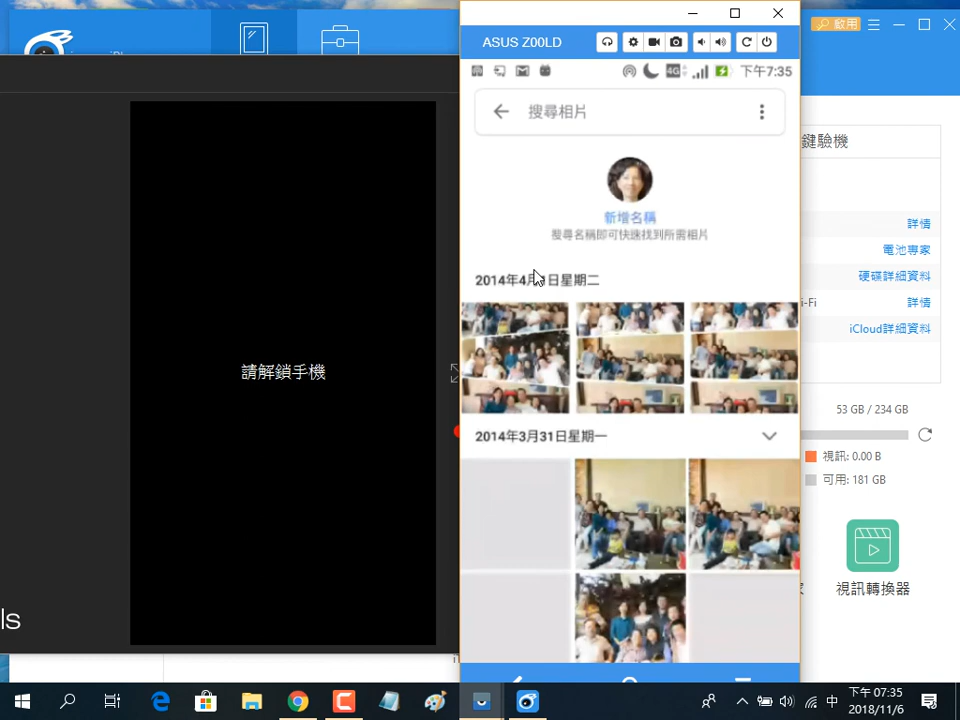 ASUS Z00LD
啟用
4G
下午7:35
搜尋相片
鍵驗機
新增名稱
搜尋名稱即可快速找到所需相片
詳情
電池專家
2014年4月1日星期二
硬碟詳細資料
i-Fi
詳情
iCloud詳細資料
請解鎖手機
53 GB / 234 GB
2014年3月31日星期一
視訊: 0.00 B
可用: 181 GB
視訊轉換器
ls
中
下午 07:35
2018/11/6